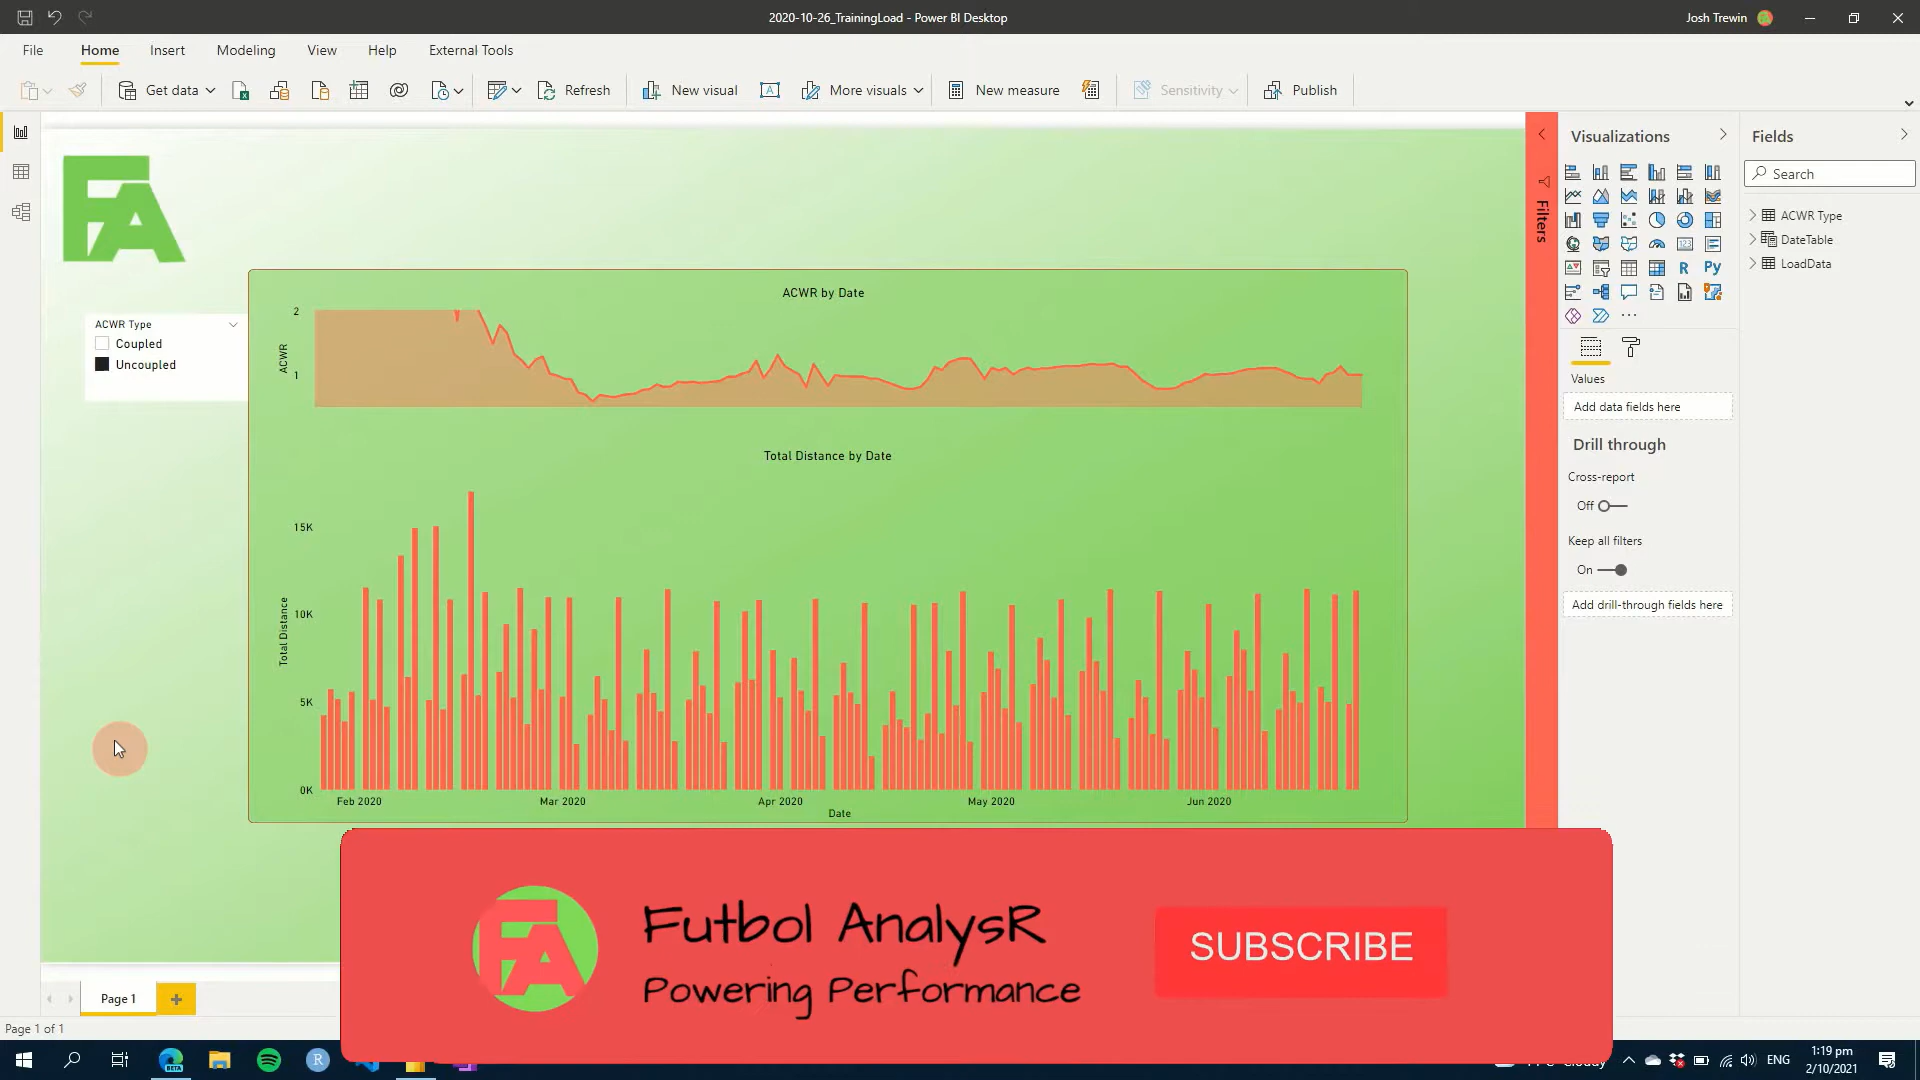 2020-10-26_TrainingLoad - Power BI Desktop
Josh Trewin
File
Home
Insert
Modeling
View
Help
External Tools
Get data
Refresh
New visual
More visuals
New measure
Sensitivity
Publish
FA
ACWR Type
Coupled
Uncoupled
ACWR by Date
2
1
ACWR
Total Distance by Date
15K
10K
5K
0K
Total Distance
Feb 2020
Mar 2020
Apr 2020
May 2020
Jun 2020
Date
Filters
Visualizations
R
Py
123
Values
Add data fields here
Drill through
Cross-report
Off
Keep all filters
On
Add drill-through fields here
Fields
Search
ACWR Type
DateTable
LoadData
FA
Futbol AnalysR
Powering Performance
SUBSCRIBE
Page 1
Page 1 of 1
BETA
R
ENG
1:19 pm
2/10/2021